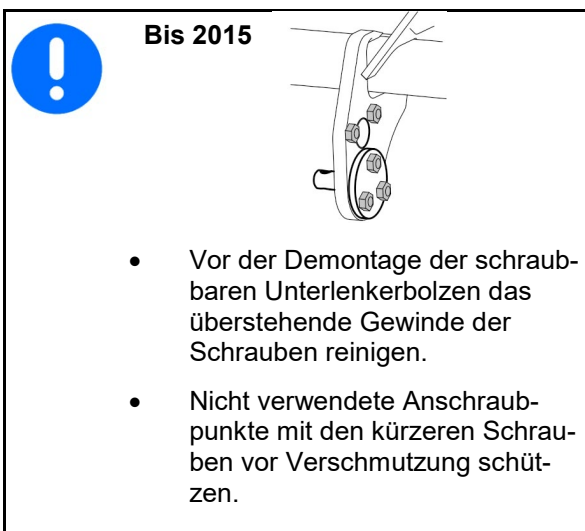 Bis 2015
• Vor der Demontage der schraub-
baren Unterlenkerbolzen das
überstehende Gewinde der
Schrauben reinigen.
• Nicht verwendete Anschraub-
punkte mit den kürzeren Schrau-
ben vor Verschmutzung schüt-
zen.